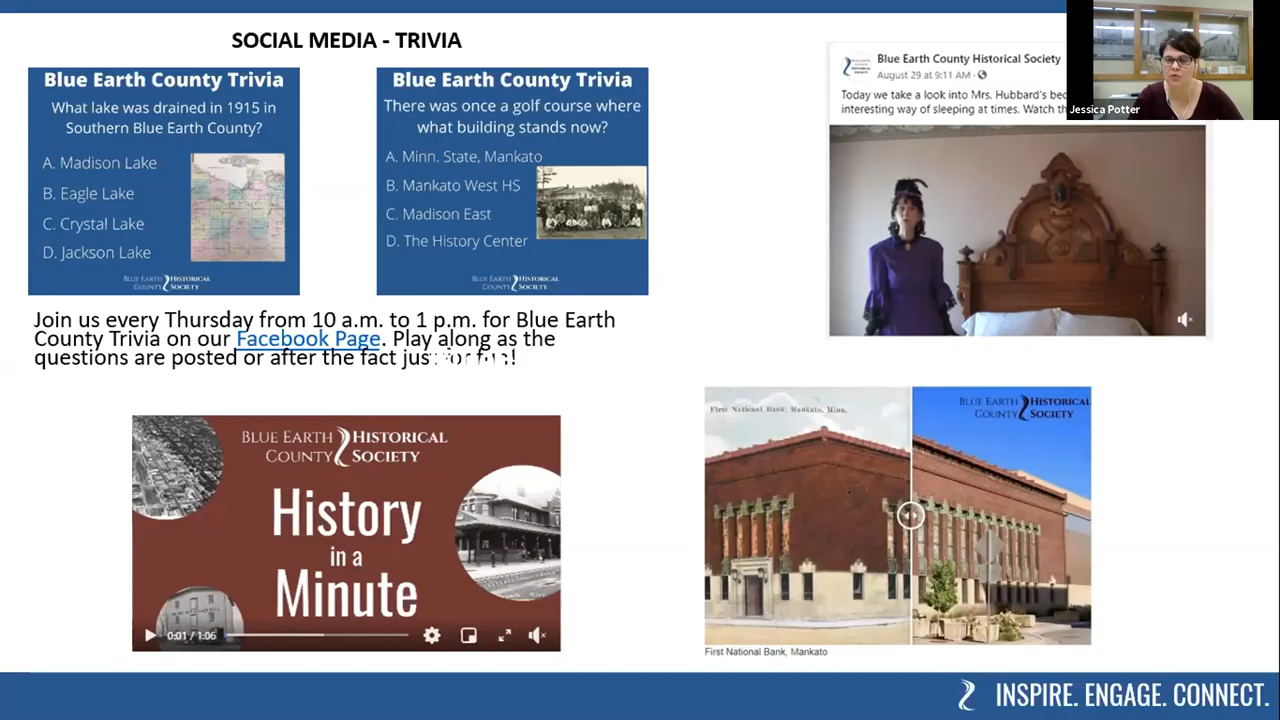 SOCIAL MEDIA - TRIVIA
Blue Earth County Trivia
What lake was drained in 1915 in
Southern Blue Earth County?
A. Madison Lake
B. Eagle Lake
C. Crystal Lake
D. Jackson Lake
BLUE EARTH HISTORICAL
COUNTY SOCIETY
Blue Earth County Trivia
There was once a golf course where
what building stands now?
A. Minn. State, Mankato
B. Mankato West HS
C. Madison East
D. The History Center
BLUE EARTH HISTORICAL
COUNTY SOCIETY
Blue Earth County Historical Society
August 29 at 9:11 AM
Today we take a look into Mrs. Hubbard's
interesting way of sleeping at times. Watch
Jessica Potter
Join us every Thursday from 10 a.m. to 1 p.m. for Blue Earth
County Trivia on our Facebook Page. Play along as the
questions are posted or after the fact just for fun!
BLUE EARTH HISTORICAL
COUNTY SOCIETY
History
in a
Minute
0:01 / 1:06
First National Bank, Mankato, Minn.
BLUE EARTH HISTORICAL
COUNTY SOCIETY
First National Bank, Mankato
INSPIRE. ENGAGE. CONNECT.